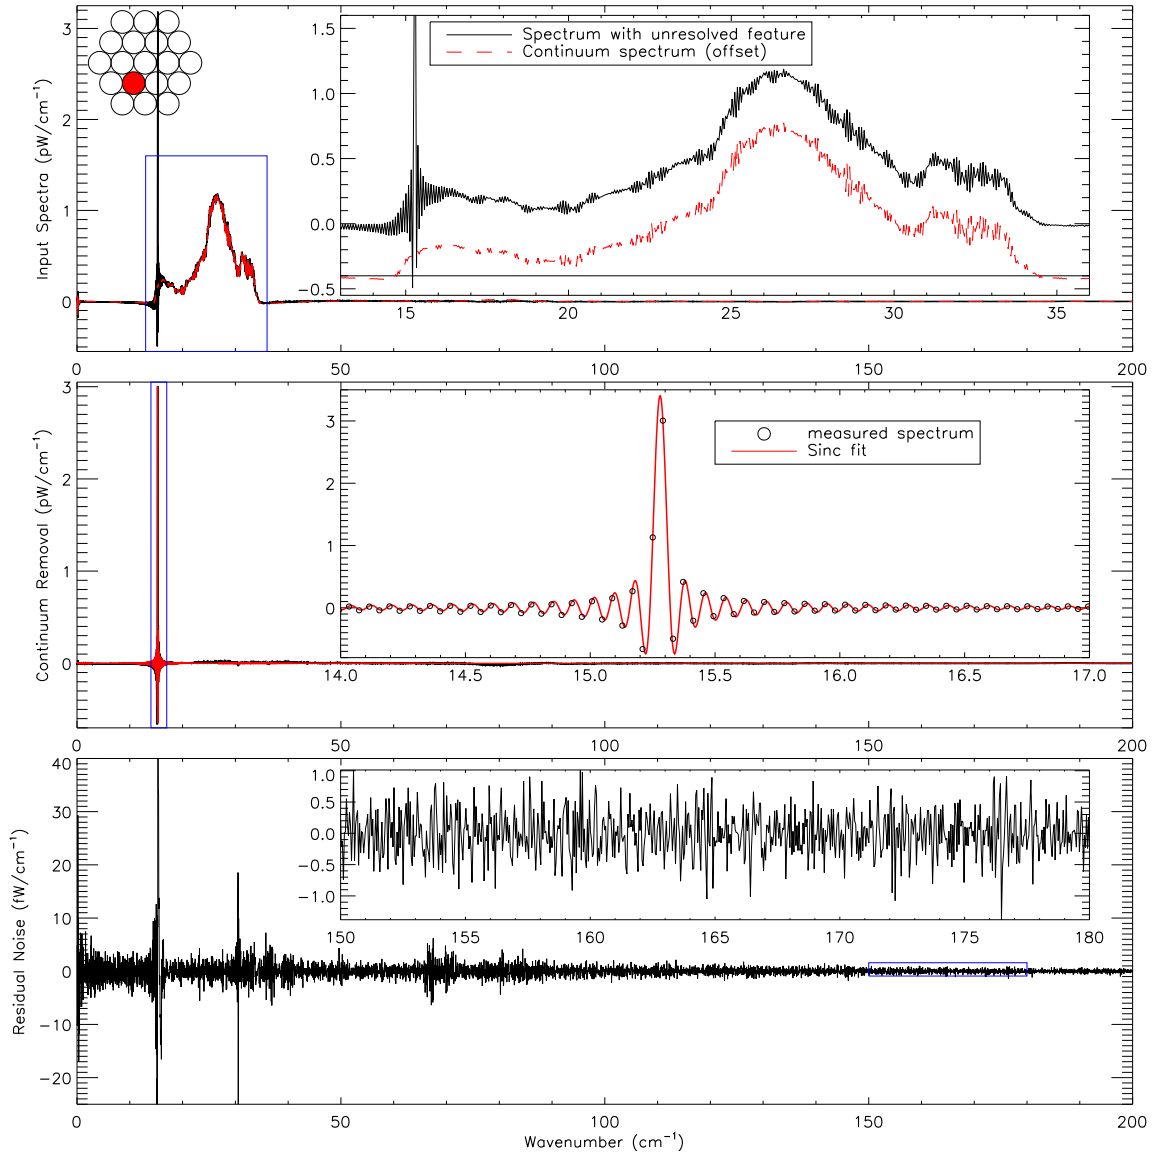 Input Spectra (pW/cm⁻¹)
3
2
1
0
Spectrum with unresolved feature
Continuum spectrum (offset)
1.5
1.0
0.5
0.0
−0.5
15 20 25 30 35
0 50 100 150 200
Continuum Removal (pW/cm⁻¹)
3
2
1
0
measured spectrum
Sinc fit
3
2
1
0
14.0 14.5 15.0 15.5 16.0 16.5 17.0
0 50 100 150 200
Residual Noise (fW/cm⁻¹)
40
30
20
10
0
−10
−20
1.0
0.5
0.0
−0.5
−1.0
150 155 160 165 170 175 180
0 50 100 150 200
Wavenumber (cm⁻¹)